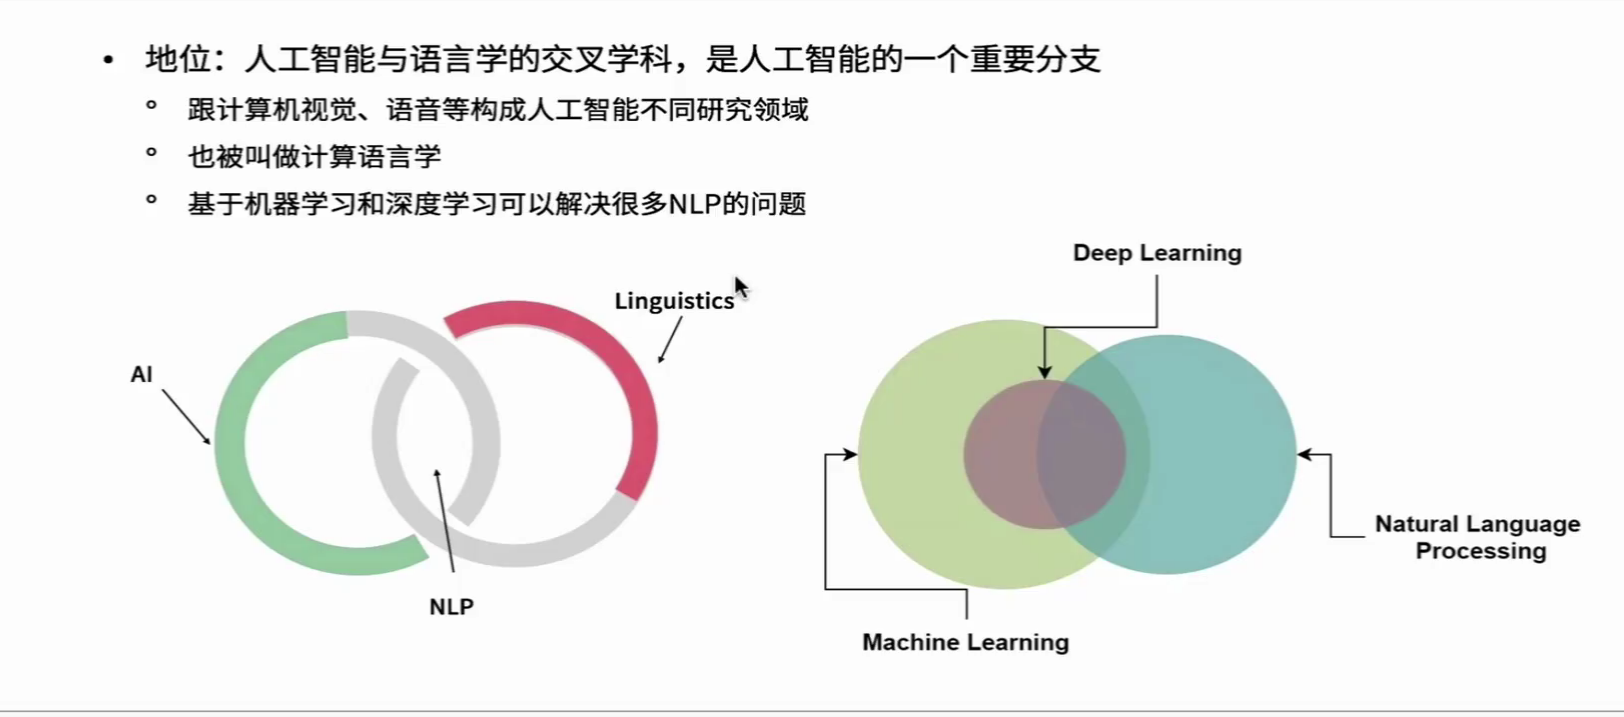 • 地位：人工智能与语言学的交叉学科，是人工智能的一个重要分支
° 跟计算机视觉、语音等构成人工智能不同研究领域
° 也被叫做计算语言学
° 基于机器学习和深度学习可以解决很多NLP的问题
AI
Linguistics
NLP
Deep Learning
Natural Language
Processing
Machine Learning